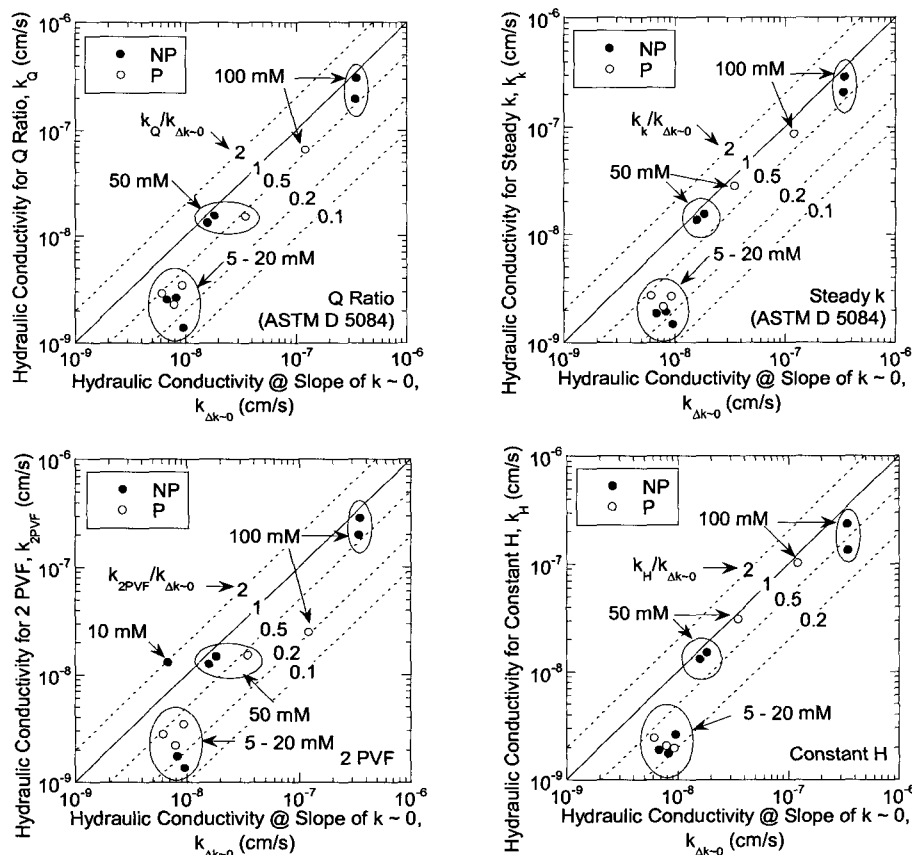 Hydraulic Conductivity for Q Ratio, k_Q (cm/s)
10^-6
10^-7
10^-8
10^-9
NP
P
100 mM
k_Q/k_Δk~0
2
1
0.5
0.2
0.1
50 mM
5 - 20 mM
Q Ratio
(ASTM D 5084)
10^-9 10^-8 10^-7 10^-6
Hydraulic Conductivity @ Slope of k ~ 0,
k_Δk~0 (cm/s)
Hydraulic Conductivity for Steady k, k_k (cm/s)
10^-6
10^-7
10^-8
10^-9
NP
P
100 mM
k_k/k_Δk~0
2
1
0.5
0.2
0.1
50 mM
5 - 20 mM
Steady k
(ASTM D 5084)
10^-9 10^-8 10^-7 10^-6
Hydraulic Conductivity @ Slope of k ~ 0,
k_Δk~0 (cm/s)
Hydraulic Conductivity for 2 PVF, k_2PVF (cm/s)
10^-6
10^-7
10^-8
10^-9
NP
P
100 mM
k_2PVF/k_Δk~0
2
1
0.5
0.2
0.1
10 mM
50 mM
5 - 20 mM
2 PVF
10^-9 10^-8 10^-7 10^-6
Hydraulic Conductivity @ Slope of k ~ 0,
k_Δk~0 (cm/s)
Hydraulic Conductivity for Constant H, k_H (cm/s)
10^-6
10^-7
10^-8
10^-9
NP
P
100 mM
k_H/k_Δk~0
2
1
0.5
0.2
50 mM
5 - 20 mM
Constant H
10^-9 10^-8 10^-7 10^-6
Hydraulic Conductivity @ Slope of k ~ 0,
k_Δk~0 (cm/s)